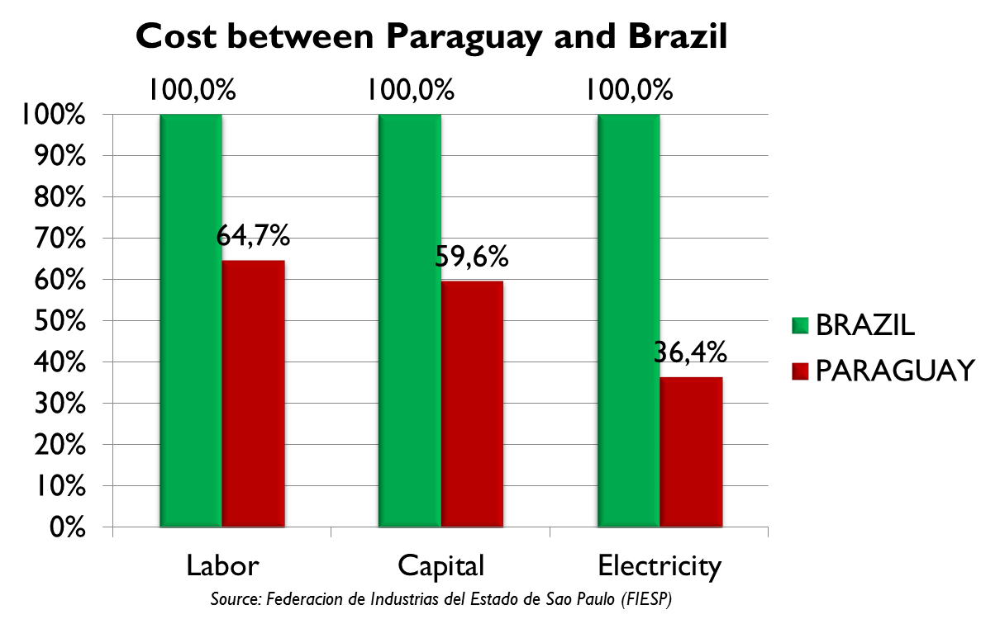 Cost between Paraguay and Brazil
100,0% 100,0% 100,0%
100%
90%
80%
70%
60%
50%
40%
30%
20%
10%
0%
64,7%
59,6%
36,4%
BRAZIL
PARAGUAY
Labor Capital Electricity
Source: Federacion de Industrias del Estado de Sao Paulo (FIESP)